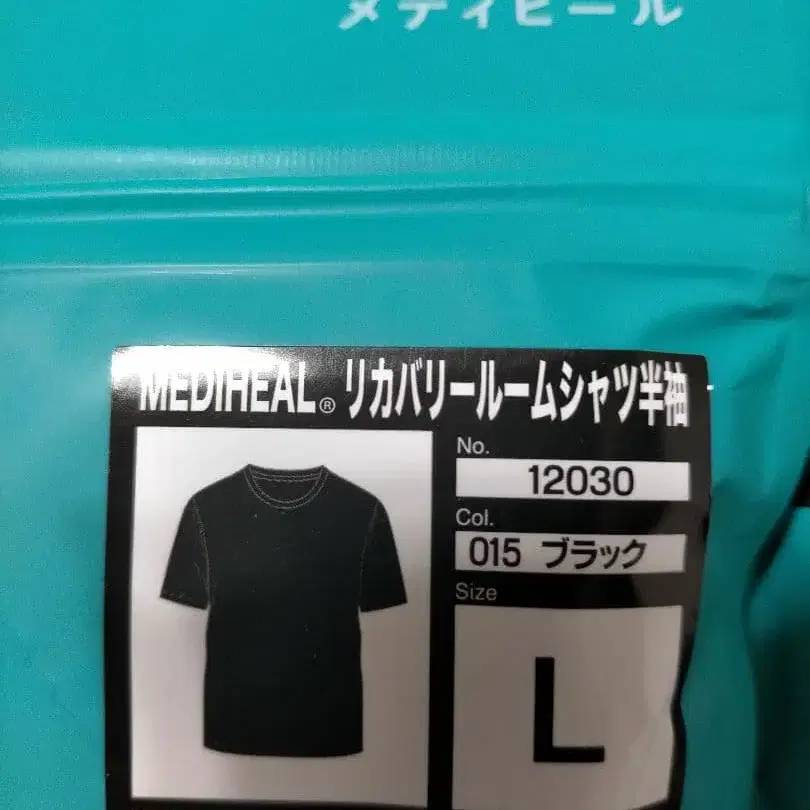 メディヒール
MEDIHEAL® リカバリールームシャツ半袖
No.
12030
Col.
015 ブラック
Size
L